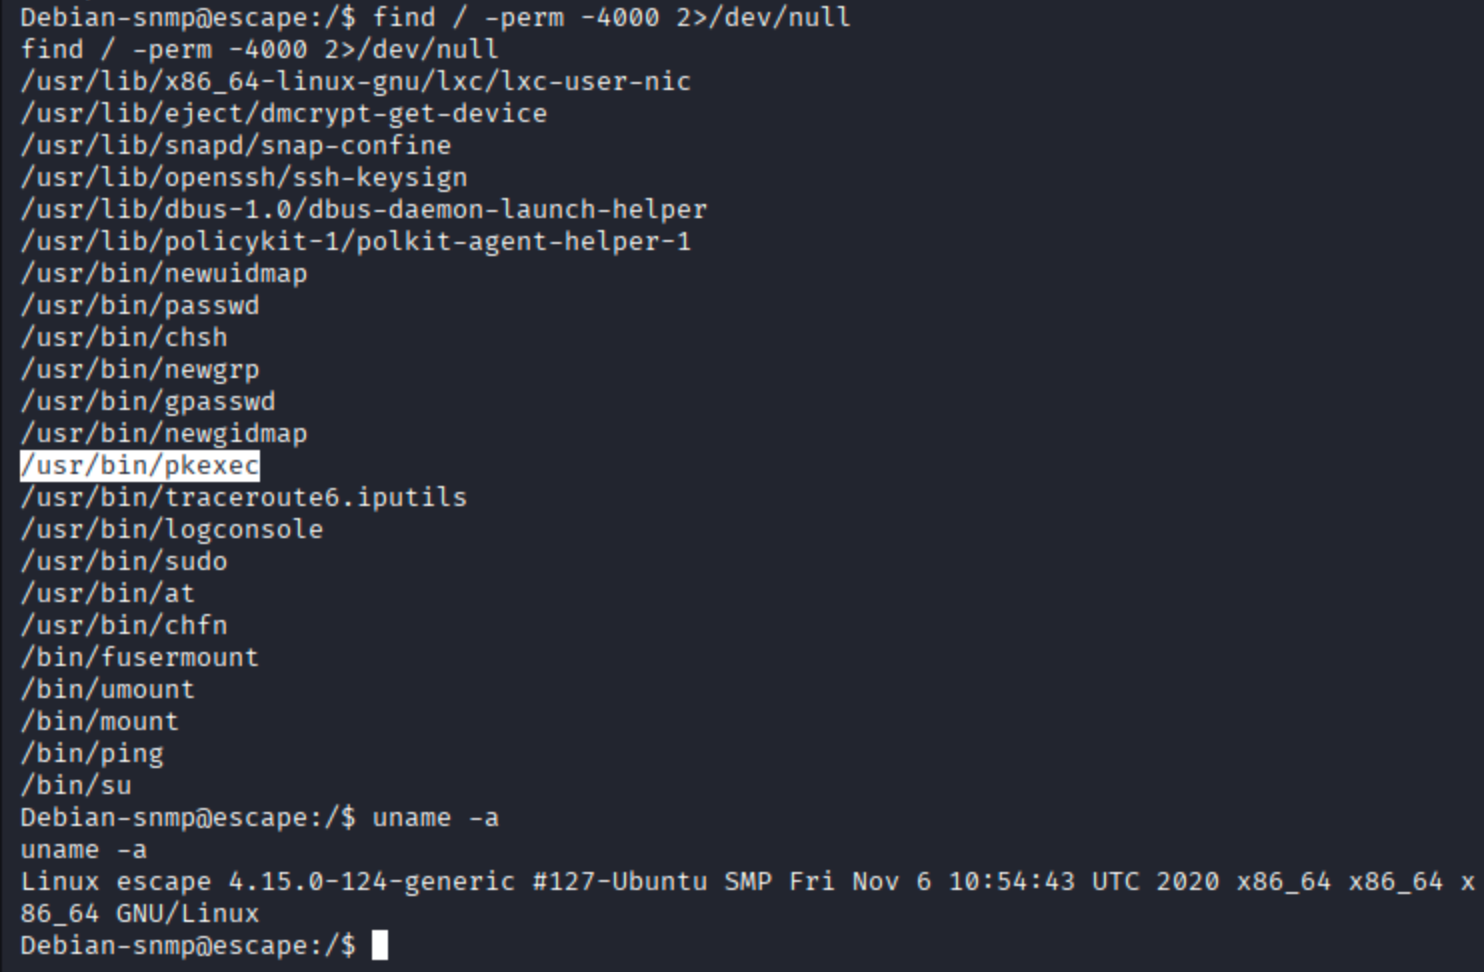 Debian-snmp@escape:/$ find / -perm -4000 2>/dev/null
find / -perm -4000 2>/dev/null
/usr/lib/x86_64-linux-gnu/lxc/lxc-user-nic
/usr/lib/eject/dmcrypt-get-device
/usr/lib/snapd/snap-confine
/usr/lib/openssh/ssh-keysign
/usr/lib/dbus-1.0/dbus-daemon-launch-helper
/usr/lib/policykit-1/polkit-agent-helper-1
/usr/bin/newuidmap
/usr/bin/passwd
/usr/bin/chsh
/usr/bin/newgrp
/usr/bin/gpasswd
/usr/bin/newgidmap
/usr/bin/pkexec
/usr/bin/traceroute6.iputils
/usr/bin/logconsole
/usr/bin/sudo
/usr/bin/at
/usr/bin/chfn
/bin/fusermount
/bin/umount
/bin/mount
/bin/ping
/bin/su
Debian-snmp@escape:/$ uname -a
uname -a
Linux escape 4.15.0-124-generic #127-Ubuntu SMP Fri Nov 6 10:54:43 UTC 2020 x86_64 x86_64 x
86_64 GNU/Linux
Debian-snmp@escape:/$